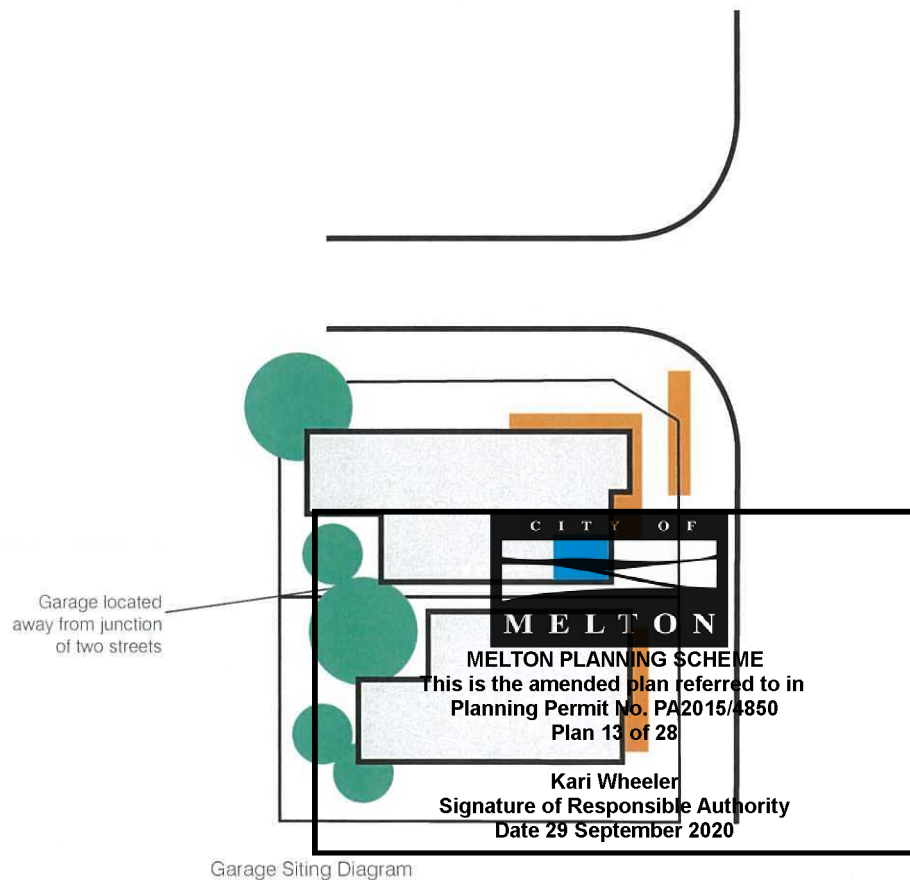 Garage located
away from junction
of two streets
CITY OF
MELTON
MELTON PLANNING SCHEME
This is the amended plan referred to in
Planning Permit No. PA2015/4850
Plan 13 of 28
Kari Wheeler
Signature of Responsible Authority
Date 29 September 2020
Garage Siting Diagram